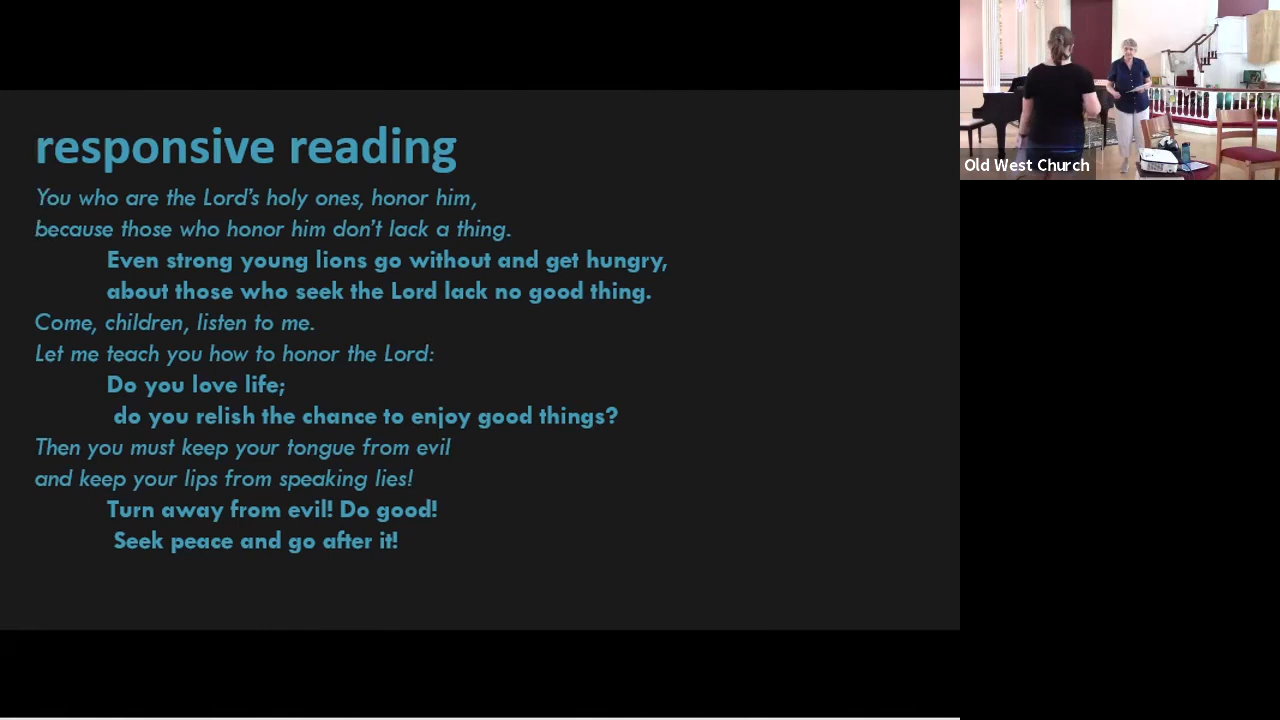 responsive reading
You who are the Lord's holy ones, honor him,
because those who honor him don't lack a thing.
Even strong young lions go without and get hungry,
about those who seek the Lord lack no good thing.
Come, children, listen to me.
Let me teach you how to honor the Lord:
Do you love life;
do you relish the chance to enjoy good things?
Then you must keep your tongue from evil
and keep your lips from speaking lies!
Turn away from evil! Do good!
Seek peace and go after it!
Old West Church